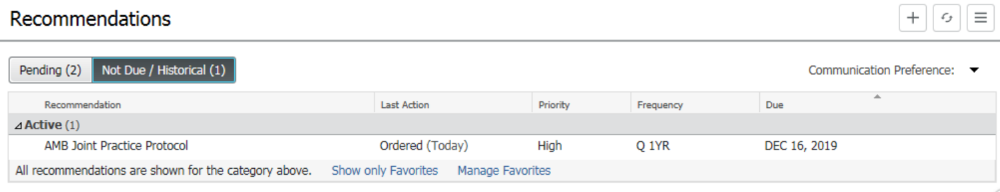 Recommendations
Pending (2) Not Due / Historical (1) Communication Preference:
Recommendation Last Action Priority Frequency Due
Active (1)
AMB Joint Practice Protocol Ordered (Today) High Q 1YR DEC 16, 2019
All recommendations are shown for the category above. Show only Favorites Manage Favorites